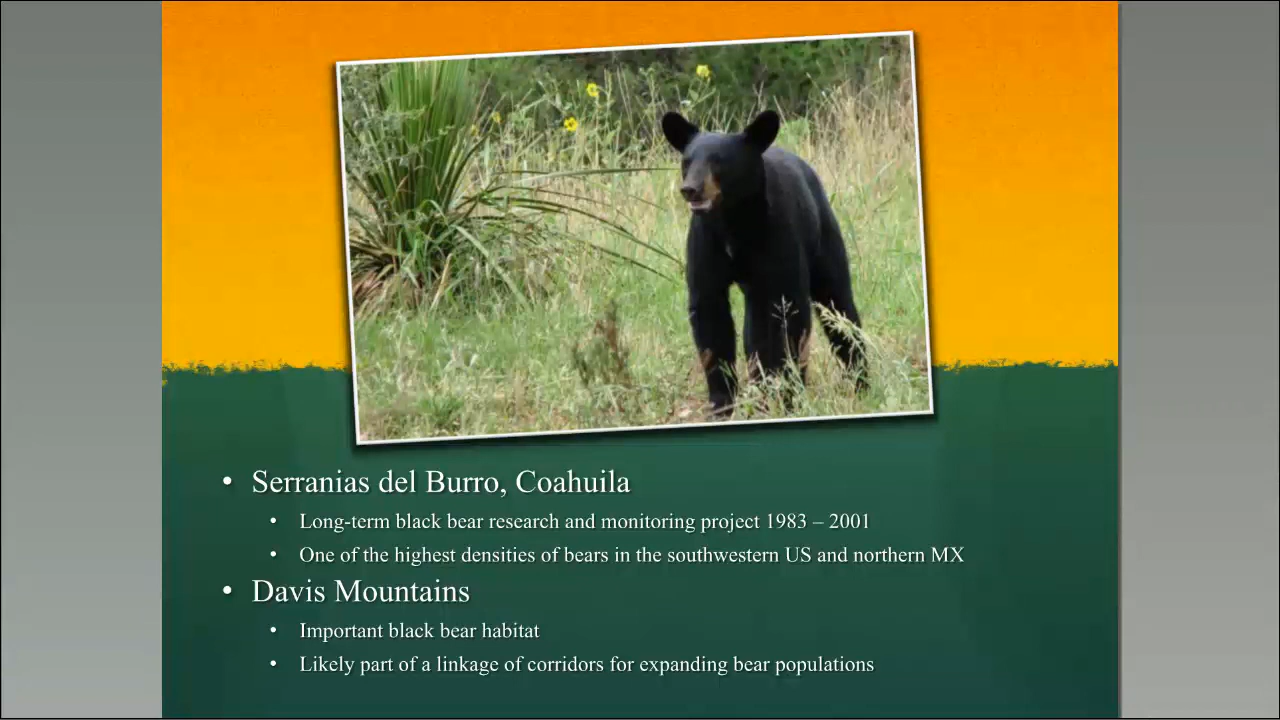 • Serranias del Burro, Coahuila
• Long-term black bear research and monitoring project 1983 – 2001
• One of the highest densities of bears in the southwestern US and northern MX
• Davis Mountains
• Important black bear habitat
• Likely part of a linkage of corridors for expanding bear populations